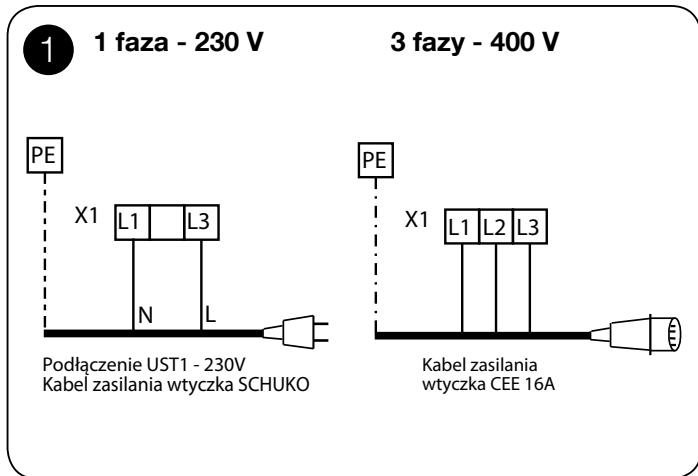 1
1 faza - 230 V
3 fazy - 400 V
PE
X1
L1
L3
N
L
Podłączenie UST1 - 230V
Kabel zasilania wtyczka SCHUKO
PE
X1
L1
L2
L3
Kabel zasilania
wtyczka CEE 16A